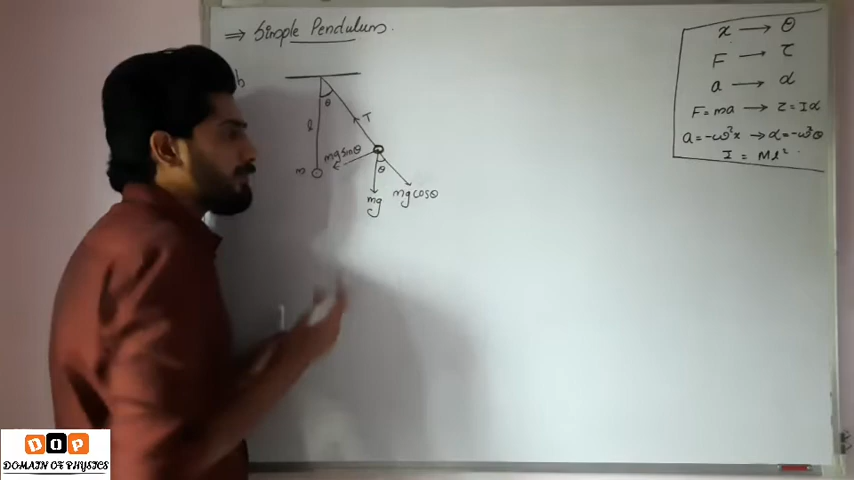 ⇒ Simple Pendulum.
θ
l
T
mg sinθ
m
θ
mg
mg cosθ
x → θ
F → τ
a → α
F = ma → τ = Iα
a = -ω²x → α = -ω²θ
I = Ml²
DOP
DOMAIN OF PHYSICS